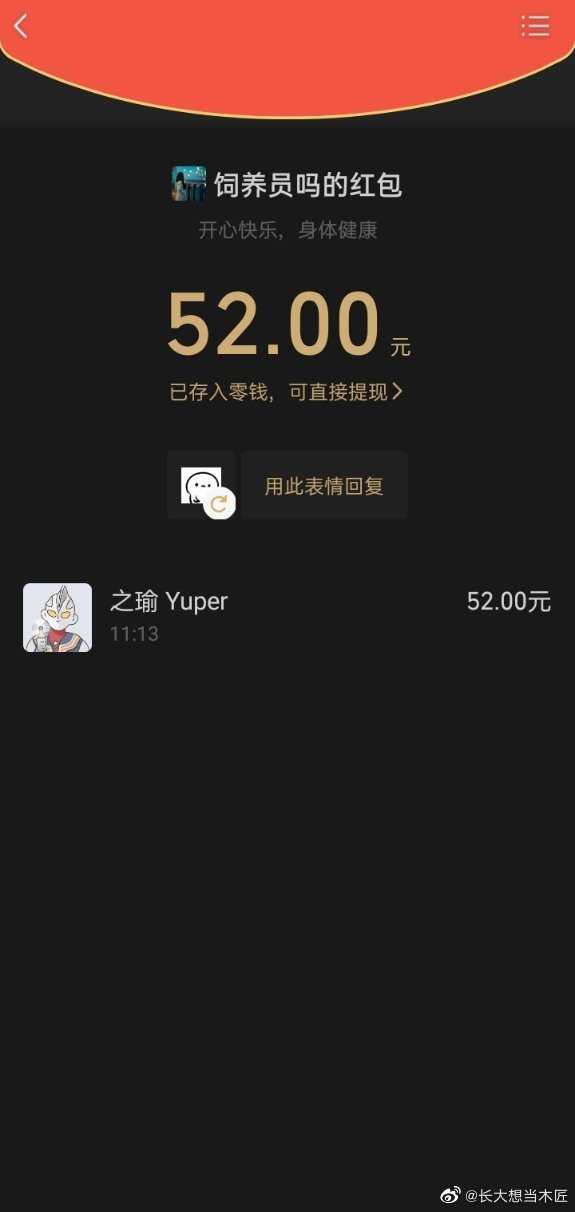 饲养员吗的红包
开心快乐，身体健康
52.00 元
已存入零钱，可直接提现
用此表情回复
之瑜 Yuper 52.00元
11:13
@长大想当木匠